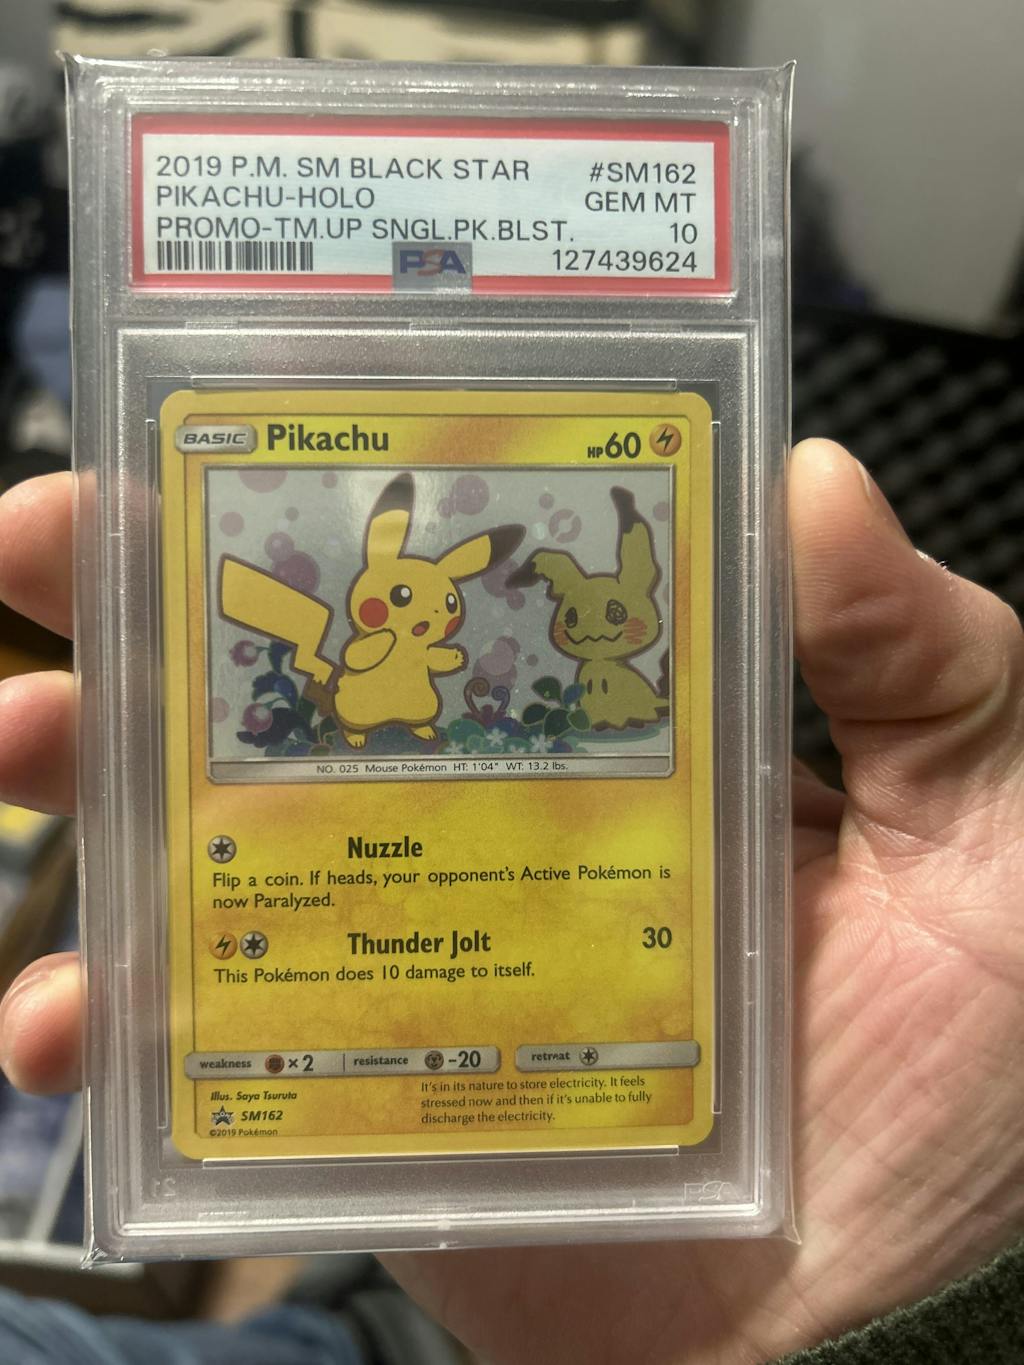 2019 P.M. SM BLACK STAR #SM162
PIKACHU-HOLO GEM MT
PROMO-TM.UP SNGL.PK.BLST. 10
PSA 127439624
BASIC Pikachu HP60
NO. 025 Mouse Pokémon HT: 1'04" WT: 13.2 lbs.
Nuzzle
Flip a coin. If heads, your opponent's Active Pokémon is
now Paralyzed.
Thunder Jolt 30
This Pokémon does 10 damage to itself.
weakness ×2 resistance -20 retreat
Illus. Saya Tsuruta
SM162
©2019 Pokémon
It's in its nature to store electricity. It feels
stressed now and then if it's unable to fully
discharge the electricity.
PSA